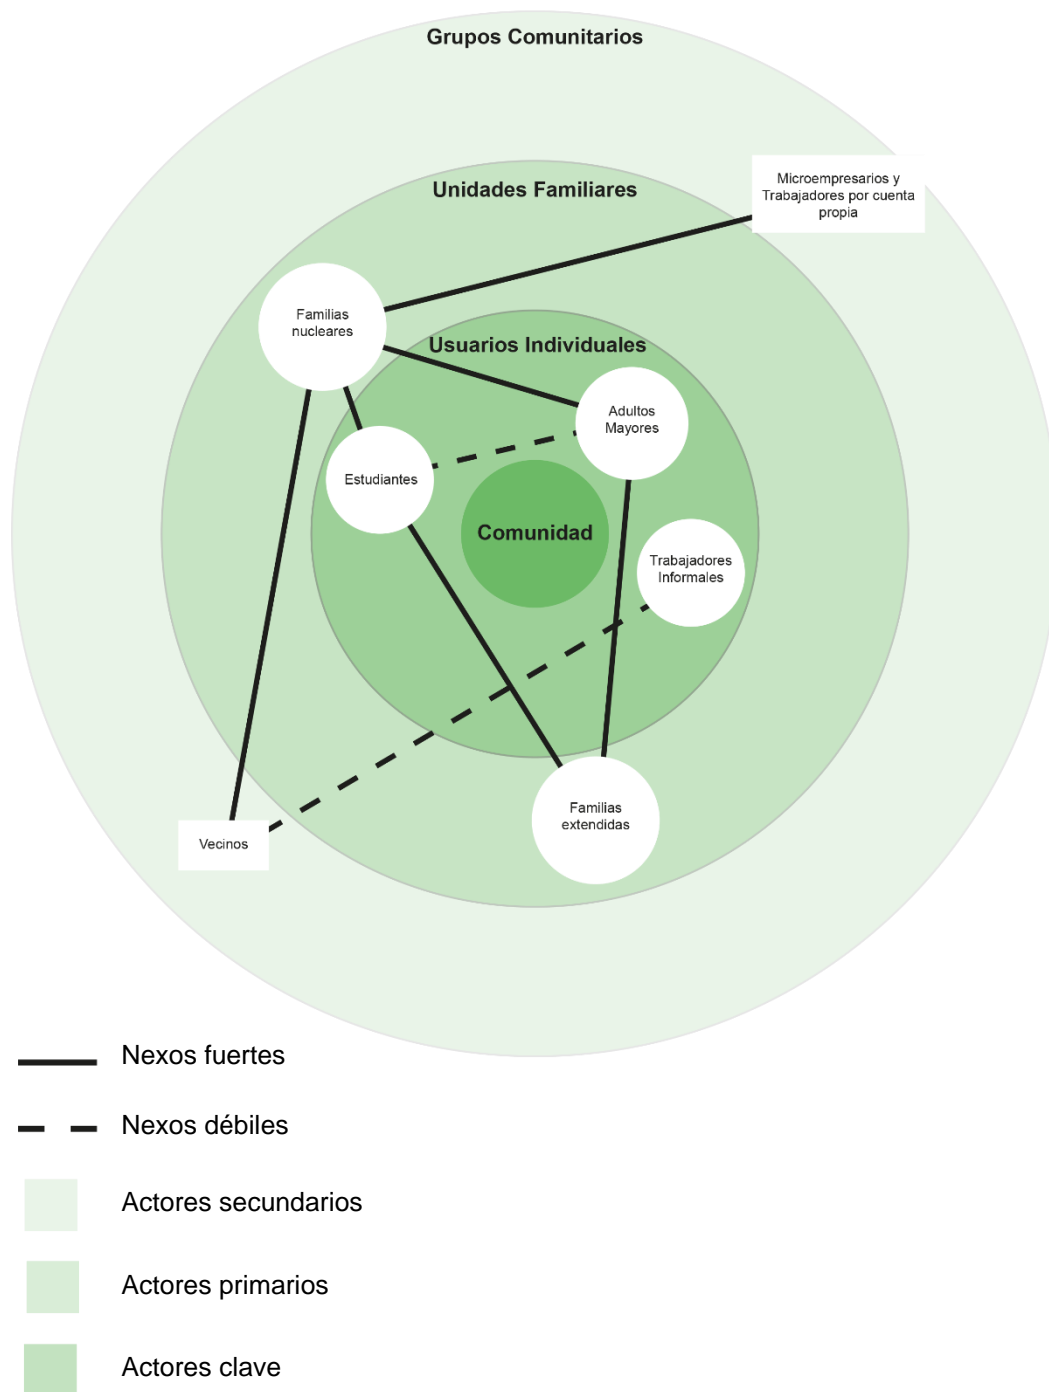 Grupos Comunitarios
Unidades Familiares
Microempresarios y
Trabajadores por cuenta
propia
Familias
nucleares
Usuarios Individuales
Adultos
Mayores
Estudiantes
Comunidad
Trabajadores
Informales
Familias
extendidas
Vecinos
Nexos fuertes
Nexos débiles
Actores secundarios
Actores primarios
Actores clave